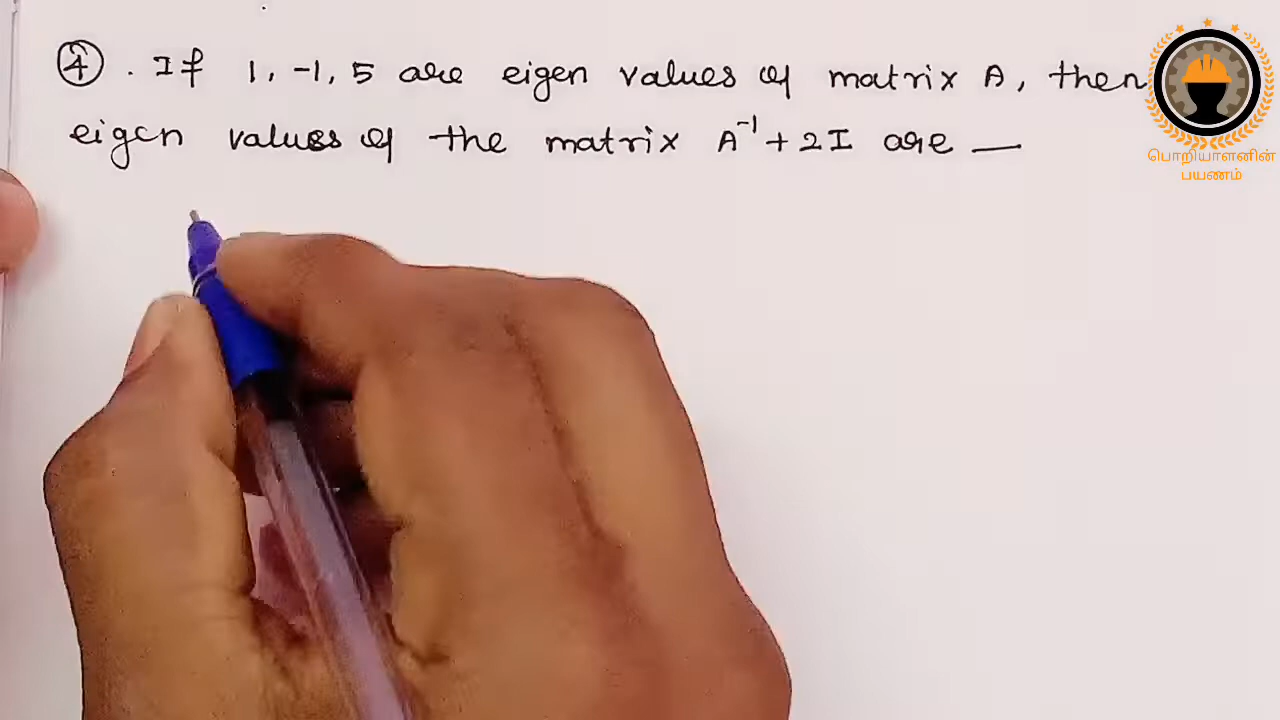 ④. If 1, -1, 5 are eigen values of matrix A, then
eigen values of the matrix A⁻¹ + 2I are —
பொறியாளனின்
பயணம்